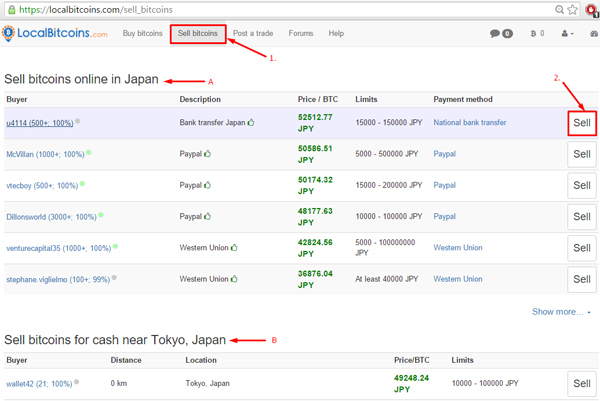 https://localbitcoins.com/sell_bitcoins
1
LocalBitcoins.com Buy bitcoins Sell bitcoins Post a trade Forums Help 0 0
1.
2.
Sell bitcoins online in Japan A
Buyer Description Price / BTC Limits Payment method
u4114 (500+; 100%) Bank transfer Japan 52512.77 JPY 15000 - 150000 JPY National bank transfer Sell
McVillan (1000+; 100%) Paypal 50586.51 JPY 5000 - 500000 JPY Paypal Sell
vtecboy (500+; 100%) Paypal 50174.32 JPY 15000 - 200000 JPY Paypal Sell
Dillonsworld (3000+; 100%) Paypal 48177.63 JPY 10000 - 100000 JPY Paypal Sell
venturecapital35 (1000+; 100%) Western Union 42824.56 JPY 5000 - 100000000 JPY Western Union Sell
stephane.viglielmo (100+; 99%) Western Union 36876.04 JPY At least 40000 JPY Western Union Sell
Show more...
Sell bitcoins for cash near Tokyo, Japan B
Buyer Distance Location Price/BTC Limits
wallet42 (21; 100%) 0 km Tokyo, Japan 49248.24 JPY 10000 - 100000 JPY Sell